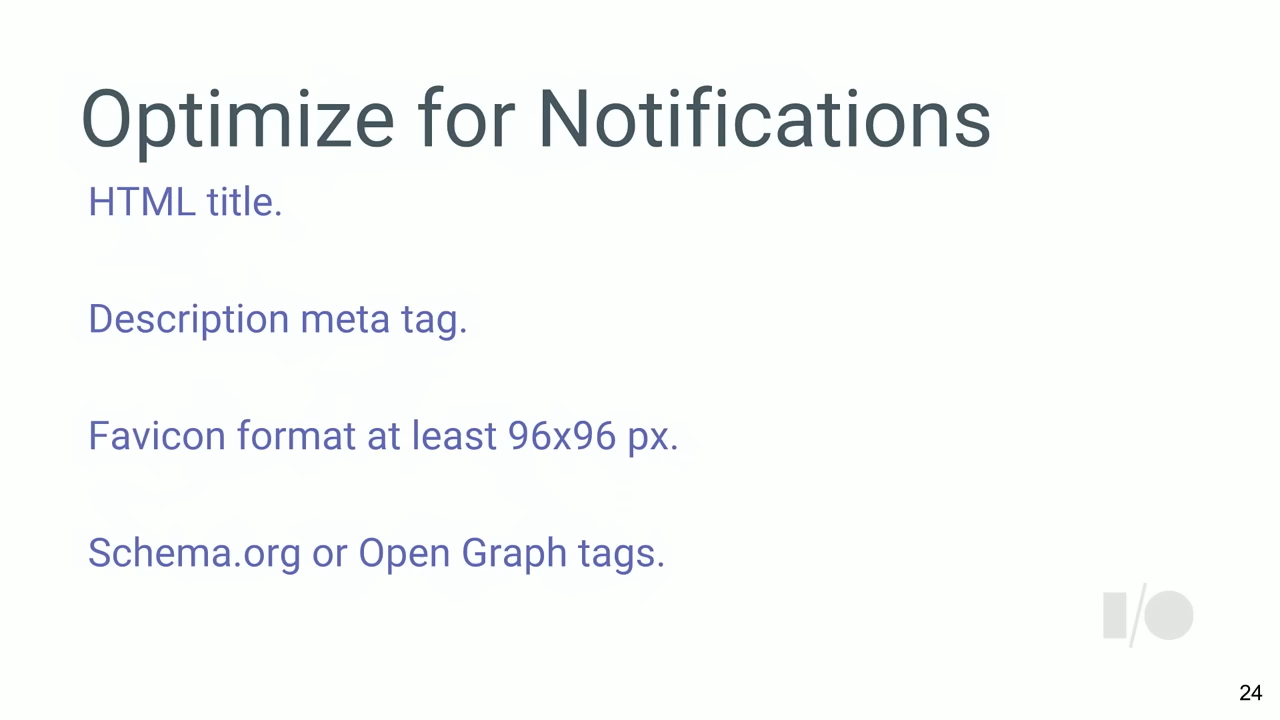 Optimize for Notifications
HTML title.
Description meta tag.
Favicon format at least 96x96 px.
Schema.org or Open Graph tags.
I/O
24